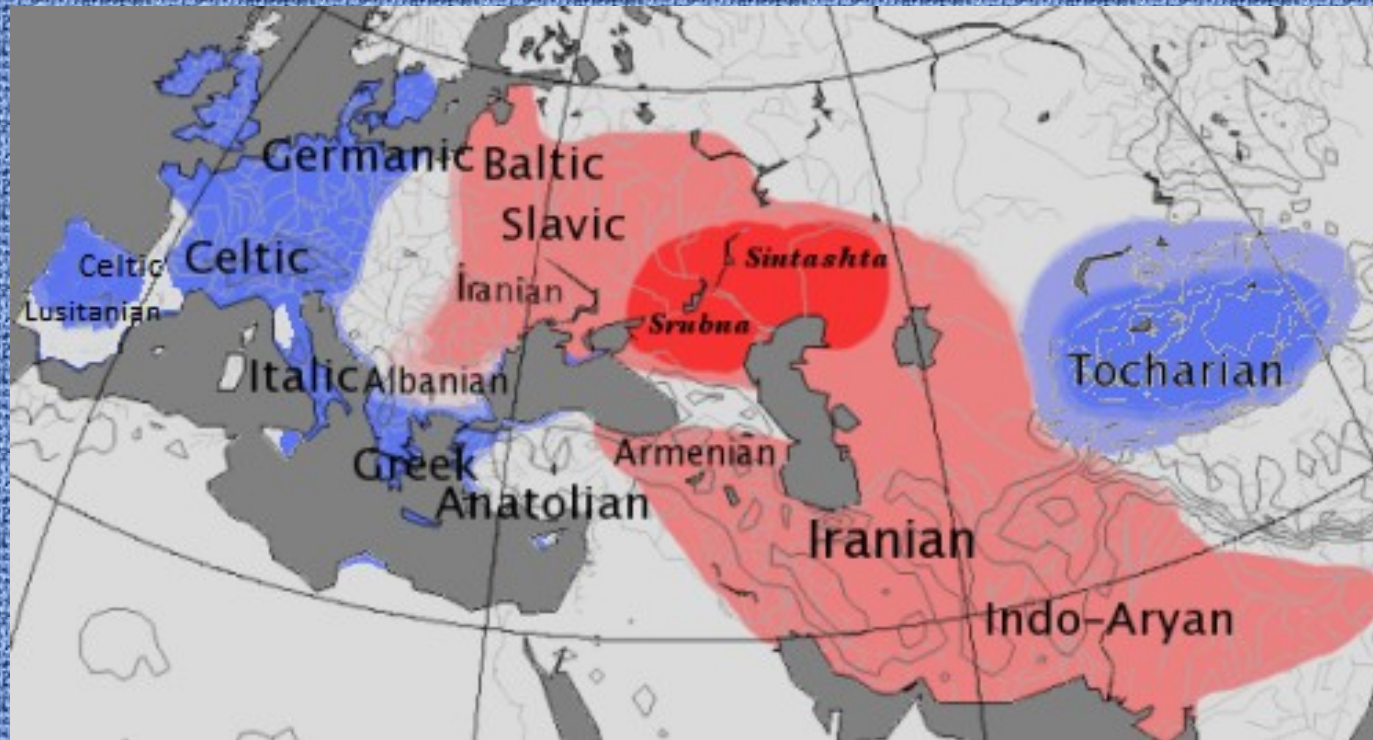 Germanic
Baltic
Slavic
Celtic
Celtic
Sintashta
Iranian
Lusitanian
Srubna
Italic
Albanian
Armenian
Greek
Tocharian
Anatolian
Iranian
Indo-Aryan